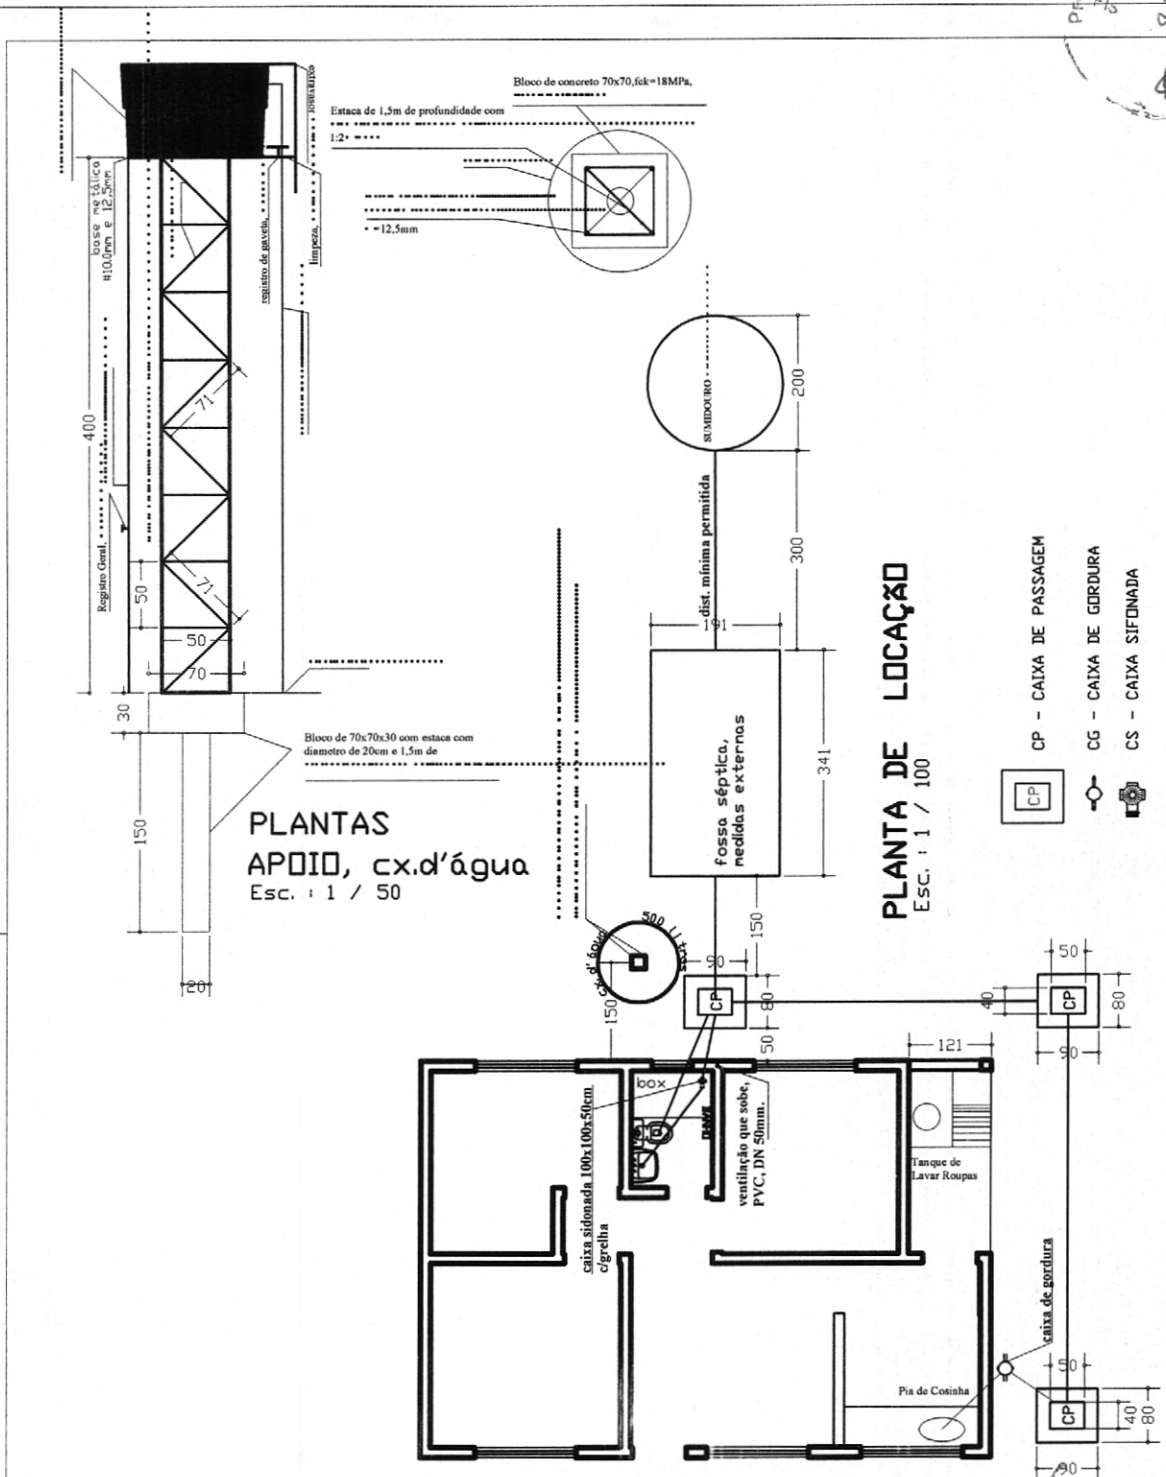 Bloco de concreto 70x70,fck=18MPa,
Estaca de 1,5m de profundidade com
1:2
=12,5mm
base metálica
#10.0mm e 12,5mm
registro de gaveta,
limpeza,
400
Registro Geral,
71
71
50
50
70
30
150
20
Bloco de 70x70x30 com estaca com
diametro de 20cm e 1,5m de
PLANTAS
APOIO, cx.d'água
Esc. : 1 / 50
SUMIDOURO
200
dist. mínima permitida
300
191
fossa séptica,
medidas externas
341
PLANTA DE LOCAÇÃO
Esc. : 1 / 100
CP - CAIXA DE PASSAGEM
CG - CAIXA DE GORDURA
CS - CAIXA SIFONADA
CP
cx. d'água
500 litros
150
150
90
CP
80
50
50
40
CP
80
90
121
box
caixa sidonada 100x100x50cm
c/grelha
ventilação que sobe,
PVC, DN 50mm.
Tanque de
Lavar Roupas
caixa de gordura
Pia de Cosinha
50
CP
40
80
90